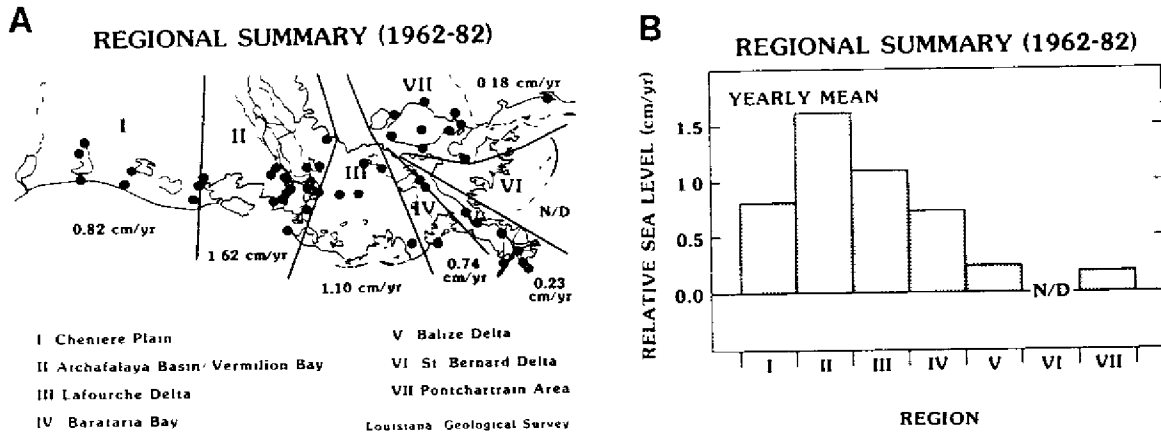 A
REGIONAL SUMMARY (1962-82)
VII
0.18 cm/yr
I
II
III
VI
IV
N/D
0.82 cm/yr
1 62 cm/yr
1.10 cm/yr
0.74
cm/yr
0.23
cm/yr
I Cheniere Plain
II Atchafalaya Basin/Vermilion Bay
III Lafourche Delta
IV Barataria Bay
V Balize Delta
VI St Bernard Delta
VII Pontchartrain Area
Louisiana Geological Survey
B
REGIONAL SUMMARY (1962-82)
YEARLY MEAN
RELATIVE SEA LEVEL (cm/yr)
1.5
1.0
0.5
0.0
N/D
I II III IV V VI VII
REGION